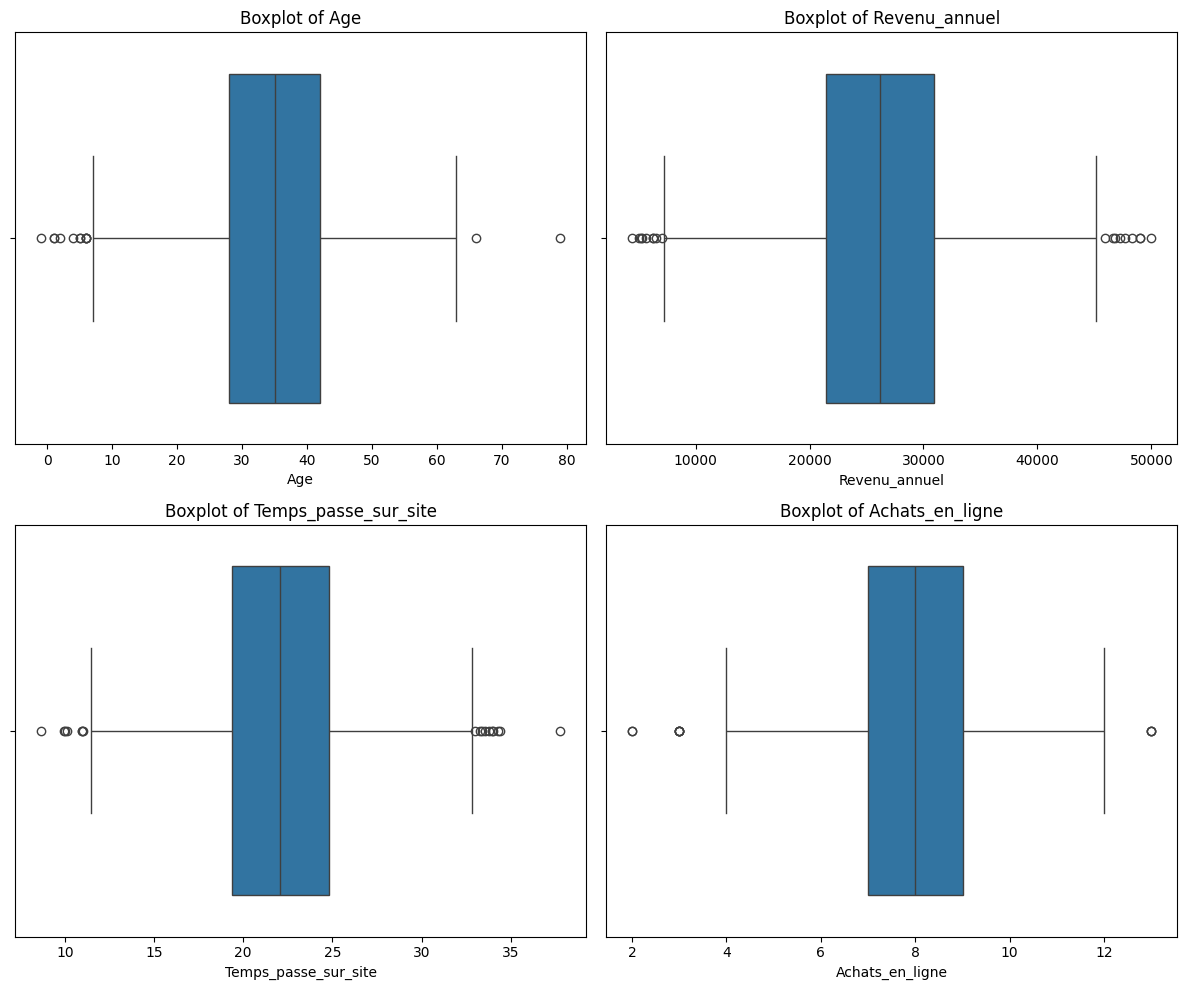 Boxplot of Age
0 10 20 30 40 50 60 70 80
Age
Boxplot of Revenu_annuel
10000 20000 30000 40000 50000
Revenu_annuel
Boxplot of Temps_passe_sur_site
10 15 20 25 30 35
Temps_passe_sur_site
Boxplot of Achats_en_ligne
2 4 6 8 10 12
Achats_en_ligne